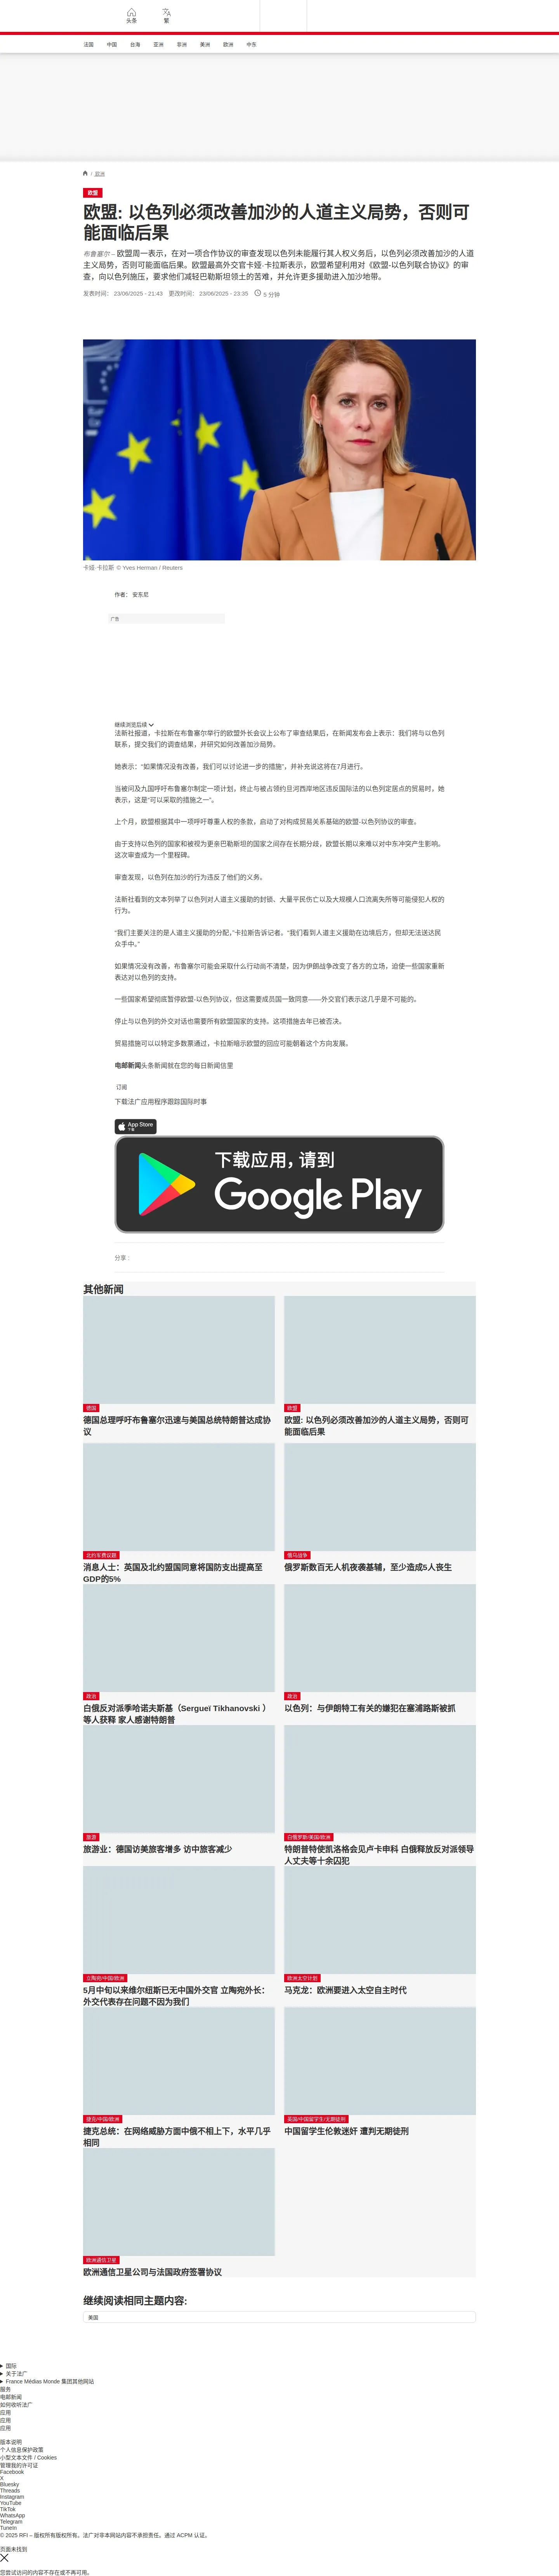 头条
繁
法国 中国 台海 亚洲 非洲 美洲 欧洲 中东
/ 欧洲
欧盟
欧盟: 以色列必须改善加沙的人道主义局势，否则可
能面临后果
布鲁塞尔 – 欧盟周一表示，在对一项合作协议的审查发现以色列未能履行其人权义务后，以色列必须改善加沙的人道
主义局势，否则可能面临后果。欧盟最高外交官卡娅·卡拉斯表示，欧盟希望利用对《欧盟-以色列联合协议》的审
查，向以色列施压，要求他们减轻巴勒斯坦领土的苦难，并允许更多援助进入加沙地带。
发表时间： 23/06/2025 - 21:43 更改时间： 23/06/2025 - 23:35 5 分钟
卡娅·卡拉斯 © Yves Herman / Reuters
作者： 安东尼
广告
继续浏览后续
法新社报道，卡拉斯在布鲁塞尔举行的欧盟外长会议上公布了审查结果后，在新闻发布会上表示：我们将与以色列
联系，提交我们的调查结果，并研究如何改善加沙局势。
她表示：“如果情况没有改善，我们可以讨论进一步的措施”，并补充说这将在7月进行。
当被问及九国呼吁布鲁塞尔制定一项计划，终止与被占领约旦河西岸地区违反国际法的以色列定居点的贸易时，她
表示，这是“可以采取的措施之一”。
上个月，欧盟根据其中一项呼吁尊重人权的条款，启动了对构成贸易关系基础的欧盟-以色列协议的审查。
由于支持以色列的国家和被视为更亲巴勒斯坦的国家之间存在长期分歧，欧盟长期以来难以对中东冲突产生影响。
这次审查成为一个里程碑。
审查发现，以色列在加沙的行为违反了他们的义务。
法新社看到的文本列举了以色列对人道主义援助的封锁、大量平民伤亡以及大规模人口流离失所等可能侵犯人权的
行为。
“我们主要关注的是人道主义援助的分配，”卡拉斯告诉记者。“我们看到人道主义援助在边境后方，但却无法送达民
众手中。”
如果情况没有改善，布鲁塞尔可能会采取什么行动尚不清楚，因为伊朗战争改变了各方的立场，迫使一些国家重新
表达对以色列的支持。
一些国家希望彻底暂停欧盟-以色列协议，但这需要成员国一致同意——外交官们表示这几乎是不可能的。
停止与以色列的外交对话也需要所有欧盟国家的支持。这项措施去年已被否决。
贸易措施可以以特定多数票通过，卡拉斯暗示欧盟的回应可能朝着这个方向发展。
电邮新闻头条新闻就在您的每日新闻信里
订阅
下载法广应用程序跟踪国际时事
App Store
下载
下载应用，请到
Google Play
分享 :
其他新闻
德国
德国总理呼吁布鲁塞尔迅速与美国总统特朗普达成协
议
欧盟
欧盟: 以色列必须改善加沙的人道主义局势，否则可
能面临后果
北约军费议题
消息人士：英国及北约盟国同意将国防支出提高至
GDP的5%
俄乌战争
俄罗斯数百无人机夜袭基辅，至少造成5人丧生
政治
白俄反对派季哈诺夫斯基（Sergueï Tikhanovski ）
等人获释 家人感谢特朗普
政治
以色列：与伊朗特工有关的嫌犯在塞浦路斯被抓
旅游
旅游业：德国访美旅客增多 访中旅客减少
白俄罗斯/美国/欧洲
特朗普特使凯洛格会见卢卡申科 白俄释放反对派领导
人丈夫等十余囚犯
立陶宛/中国/欧洲
5月中旬以来维尔纽斯已无中国外交官 立陶宛外长：
外交代表存在问题不因为我们
欧洲太空计划
马克龙：欧洲要进入太空自主时代
捷克/中国/欧洲
捷克总统：在网络威胁方面中俄不相上下，水平几乎
相同
英国/中国留学生/无期徒刑
中国留学生伦敦迷奸 遭判无期徒刑
欧洲通信卫星
欧洲通信卫星公司与法国政府签署协议
继续阅读相同主题内容:
美国
国际
关于法广
France Médias Monde 集团其他网站
服务
电邮新闻
如何收听法广
应用
应用
应用
版本说明
个人信息保护政策
小型文本文件 / Cookies
管理我的许可证
Facebook
X
Bluesky
Threads
Instagram
YouTube
TikTok
WhatsApp
Telegram
TuneIn
© 2025 RFI – 版权所有版权所有。法广对非本网站内容不承担责任。通过 ACPM 认证。
页面未找到
您尝试访问的内容不存在或不再可用。